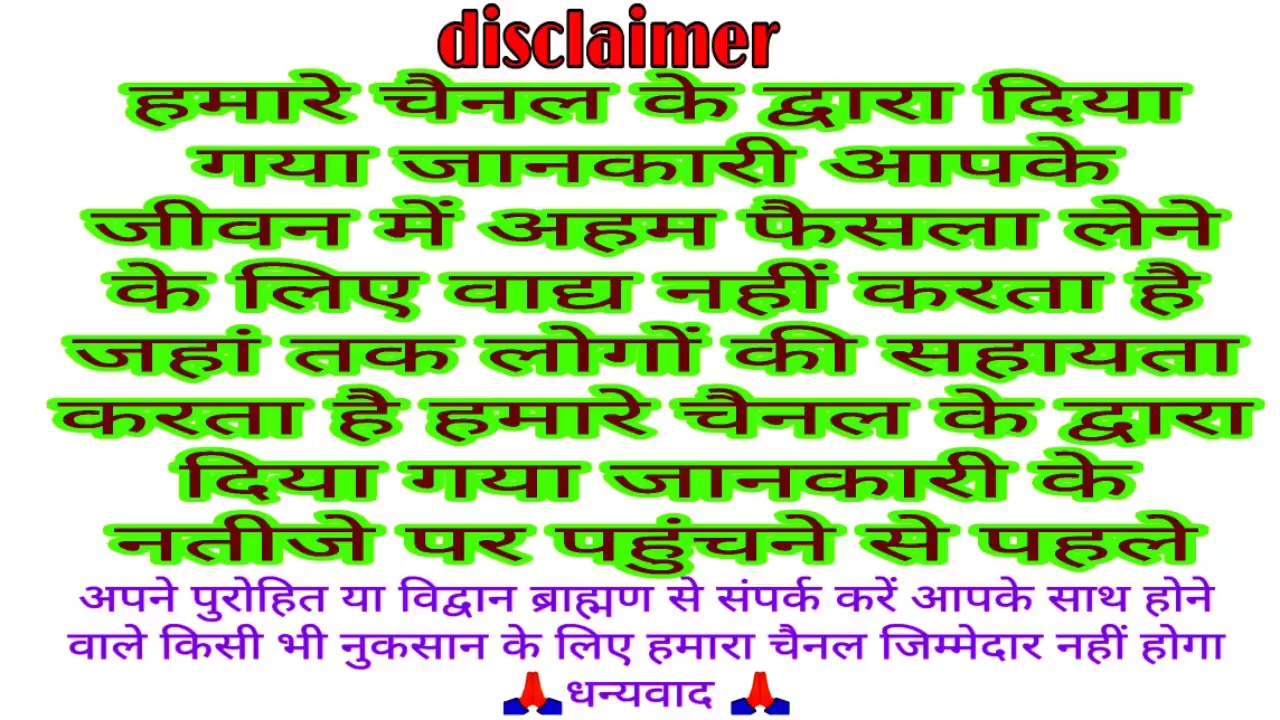 disclaimer
हमारे चैनल के द्वारा दिया
गया जानकारी आपके
जीवन में अहम फैसला लेने
के लिए वाद्य नहीं करता है
जहां तक लोगों की सहायता
करता है हमारे चैनल के द्वारा
दिया गया जानकारी के
नतीजे पर पहुंचने से पहले
अपने पुरोहित या विद्वान ब्राह्मण से संपर्क करें आपके साथ होने
वाले किसी भी नुकसान के लिए हमारा चैनल जिम्मेदार नहीं होगा
🙏धन्यवाद 🙏